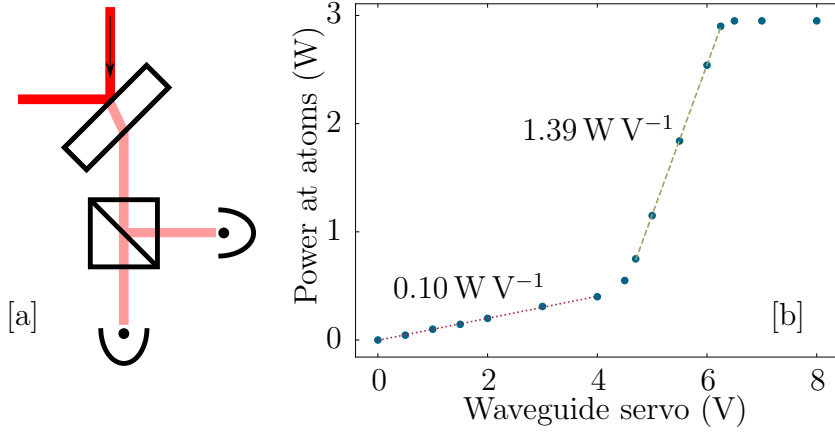 [a]
Power at atoms (W)
3
2
1
0
1.39 W V⁻¹
0.10 W V⁻¹
[b]
0 2 4 6 8
Waveguide servo (V)